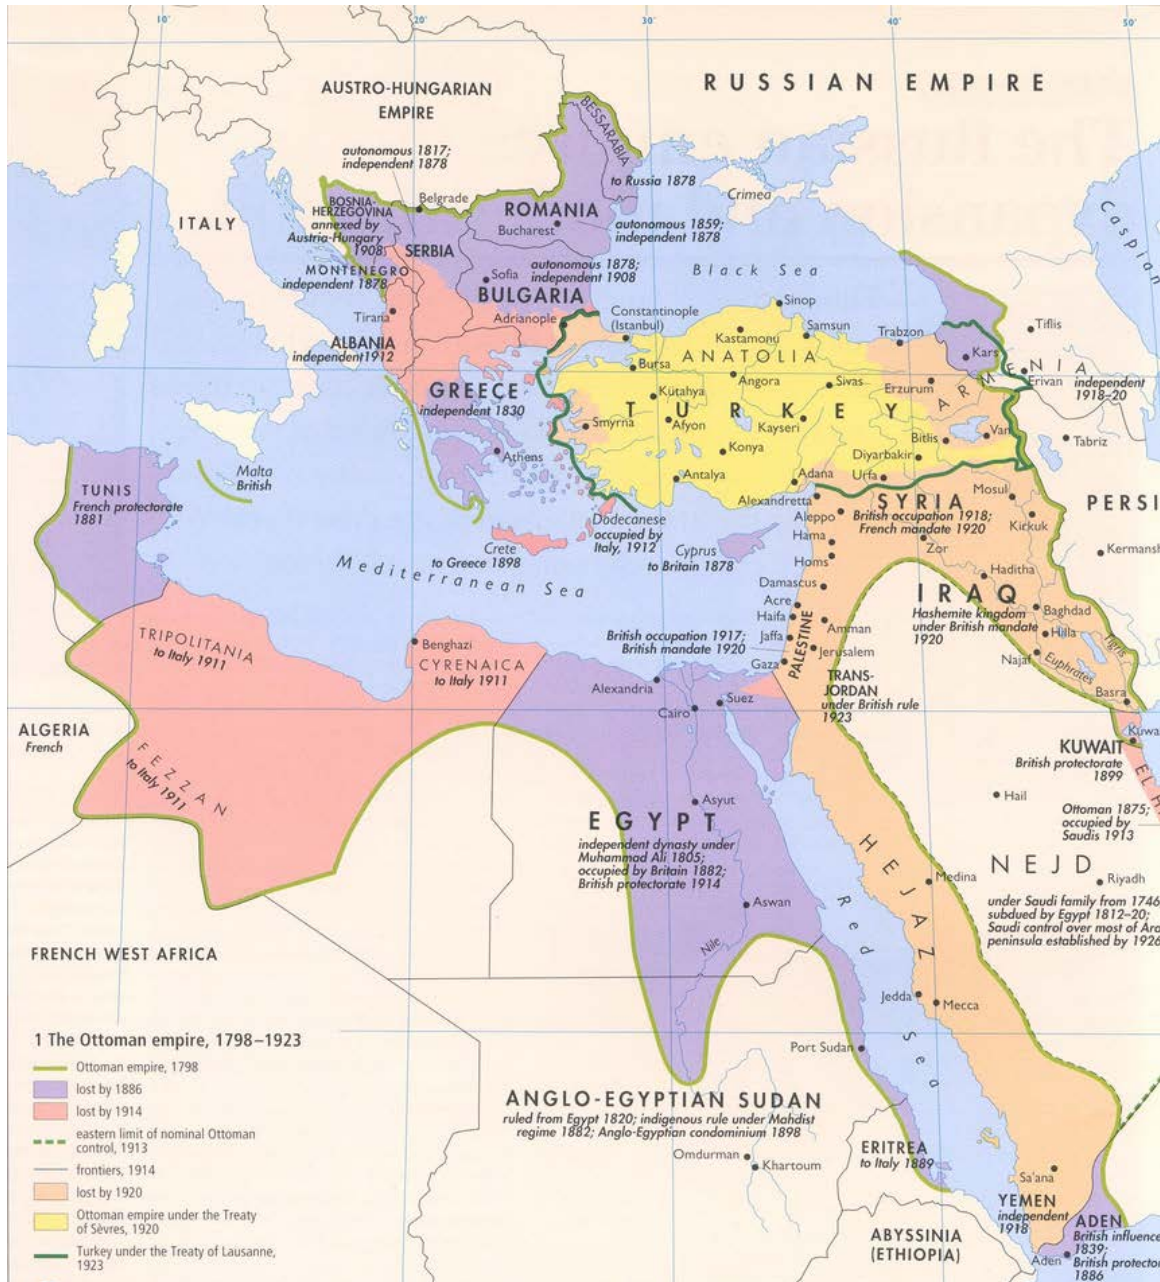 10°
20°
30°
40°
50°
RUSSIAN EMPIRE
AUSTRO-HUNGARIAN
EMPIRE
BESSARABIA
to Russia 1878
autonomous 1817;
independent 1878
Crimea
Caspian
Belgrade
BOSNIA-
HERZEGOVINA
annexed by
Austria-Hungary
1908
ROMANIA
Bucharest
autonomous 1859;
independent 1878
ITALY
SERBIA
Sofia
autonomous 1878;
independent 1908
Black Sea
MONTENEGRO
independent 1878
BULGARIA
Sinop
Tirana
Adrianople
Constantinople
(Istanbul)
Kastamonu
Samsun
Trabzon
Tiflis
ALBANIA
independent1912
ANATOLIA
Kars
Bursa
Angora
Sivas
Erzurum
ARMENIA
Erivan
independent
1918–20
GREECE
independent 1830
Kütahya
TURKEY
Smyrna
Afyon
Kayseri
Bitlis
Van
Tabriz
Athens
Konya
Diyarbakir
Malta
British
Antalya
Adana
Urfa
TUNIS
French protectorate
1881
Alexandretta
SYRIA
British occupation 1918;
French mandate 1920
Mosul
PERSI
Dodecanese
occupied by
Italy, 1912
Aleppo
Kirkuk
Crete
to Greece 1898
Cyprus
to Britain 1878
Hama
Zor
Homs
Kermansh
Mediterranean Sea
Haditha
Damascus
IRAQ
Hashemite kingdom
under British mandate
1920
Baghdad
Acre
Haifa
Amman
Hilla
Tigris
TRIPOLITANIA
to Italy 1911
Benghazi
British occupation 1917;
British mandate 1920
Jaffa
PALESTINE
Jerusalem
Najaf
Euphrates
CYRENAICA
to Italy 1911
Gaza
Alexandria
Suez
TRANS-
JORDAN
under British rule
1923
Basra
Cairo
ALGERIA
French
Kuwa
KUWAIT
British protectorate
1899
FEZZAN
to Italy 1911
EL H
Asyut
Hail
Ottoman 1875;
occupied by
Saudis 1913
EGYPT
independent dynasty under
Muhammad Ali 1805;
occupied by Britain 1882;
British protectorate 1914
HEJAZ
NEJD
Medina
Riyadh
Aswan
Red Sea
under Saudi family from 1746
subdued by Egypt 1812–20;
Saudi control over most of Ara
peninsula established by 1926
Nile
FRENCH WEST AFRICA
Jedda
Mecca
Port Sudan
1 The Ottoman empire, 1798–1923
Ottoman empire, 1798
lost by 1886
lost by 1914
eastern limit of nominal Ottoman
control, 1913
frontiers, 1914
lost by 1920
Ottoman empire under the Treaty
of Sèvres, 1920
Turkey under the Treaty of Lausanne,
1923
ANGLO-EGYPTIAN SUDAN
ruled from Egypt 1820; indigenous rule under Mahdist
regime 1882; Anglo-Egyptian condominium 1898
Omdurman
Khartoum
ERITREA
to Italy 1889
Sa'ana
YEMEN
independent
1918
ABYSSINIA
(ETHIOPIA)
ADEN
British influence
1839;
British protector
1886
Aden